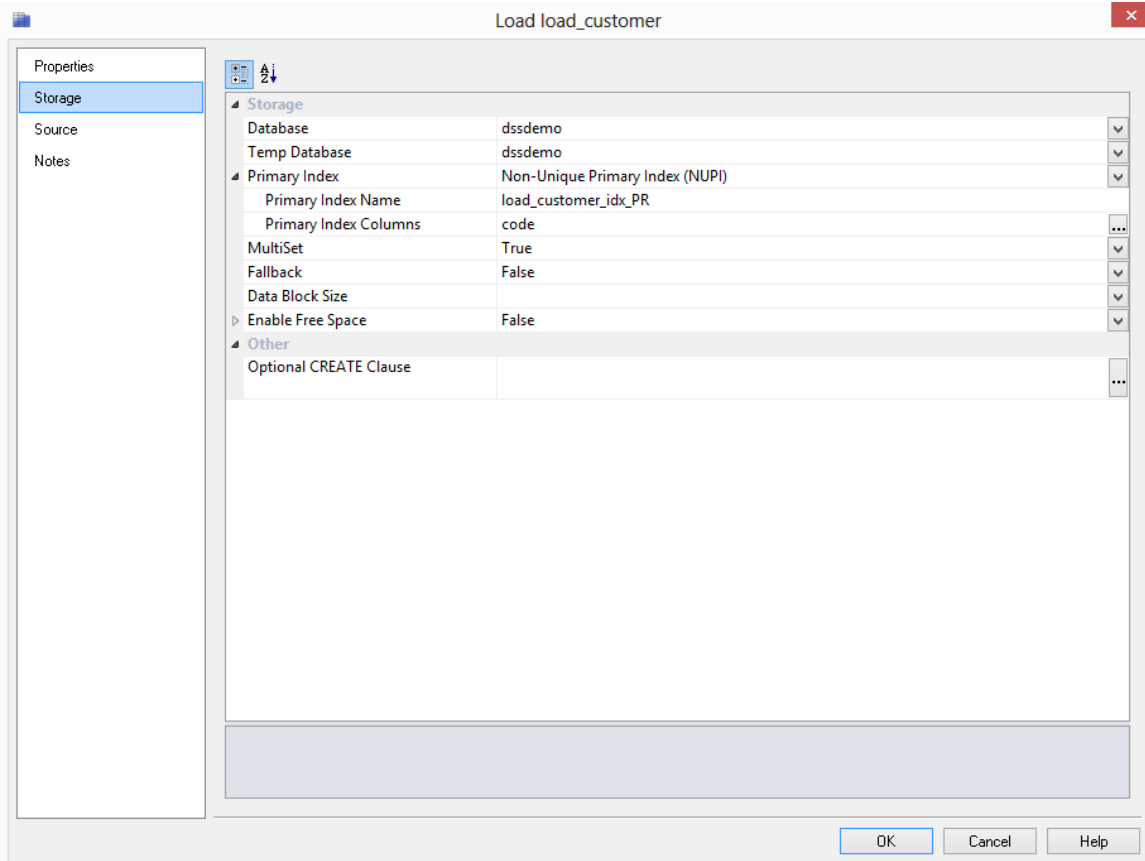 Load load_customer
Properties
Storage
Source
Notes
Storage
Database dssdemo
Temp Database dssdemo
Primary Index Non-Unique Primary Index (NUPI)
Primary Index Name load_customer_idx_PR
Primary Index Columns code
...
MultiSet True
Fallback False
Data Block Size
Enable Free Space False
Other
Optional CREATE Clause
...
OK Cancel Help